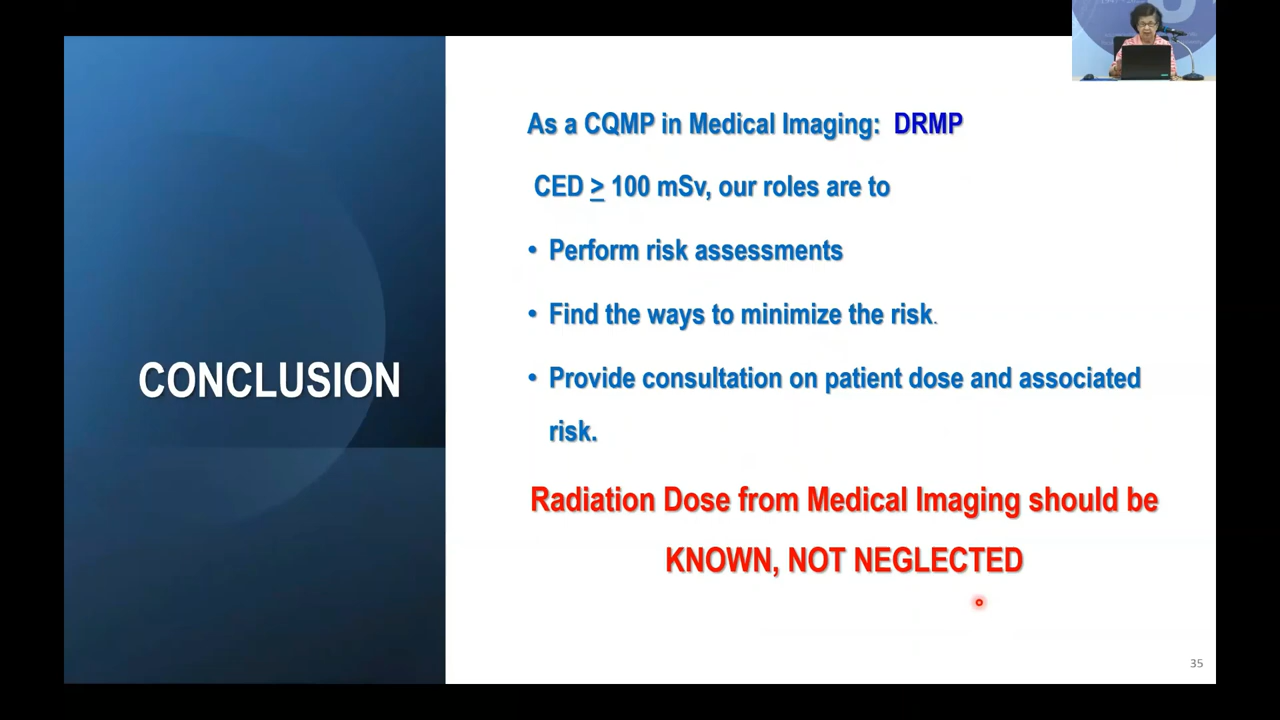 CONCLUSION
As a CQMP in Medical Imaging: DRMP
CED ≥ 100 mSv, our roles are to
• Perform risk assessments
• Find the ways to minimize the risk.
• Provide consultation on patient dose and associated
risk.
Radiation Dose from Medical Imaging should be
KNOWN, NOT NEGLECTED
35